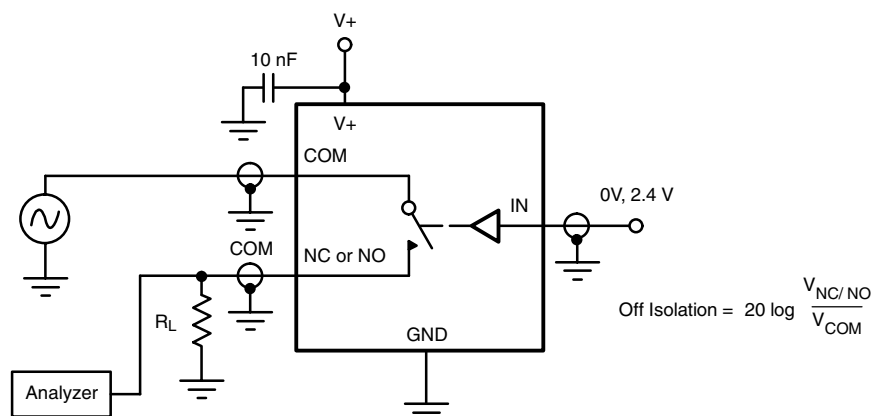 V+
10 nF
V+
COM
0V, 2.4 V
IN
COM
NC or NO
Off Isolation = 20 log V_NC/ NO
V_COM
R_L
GND
Analyzer